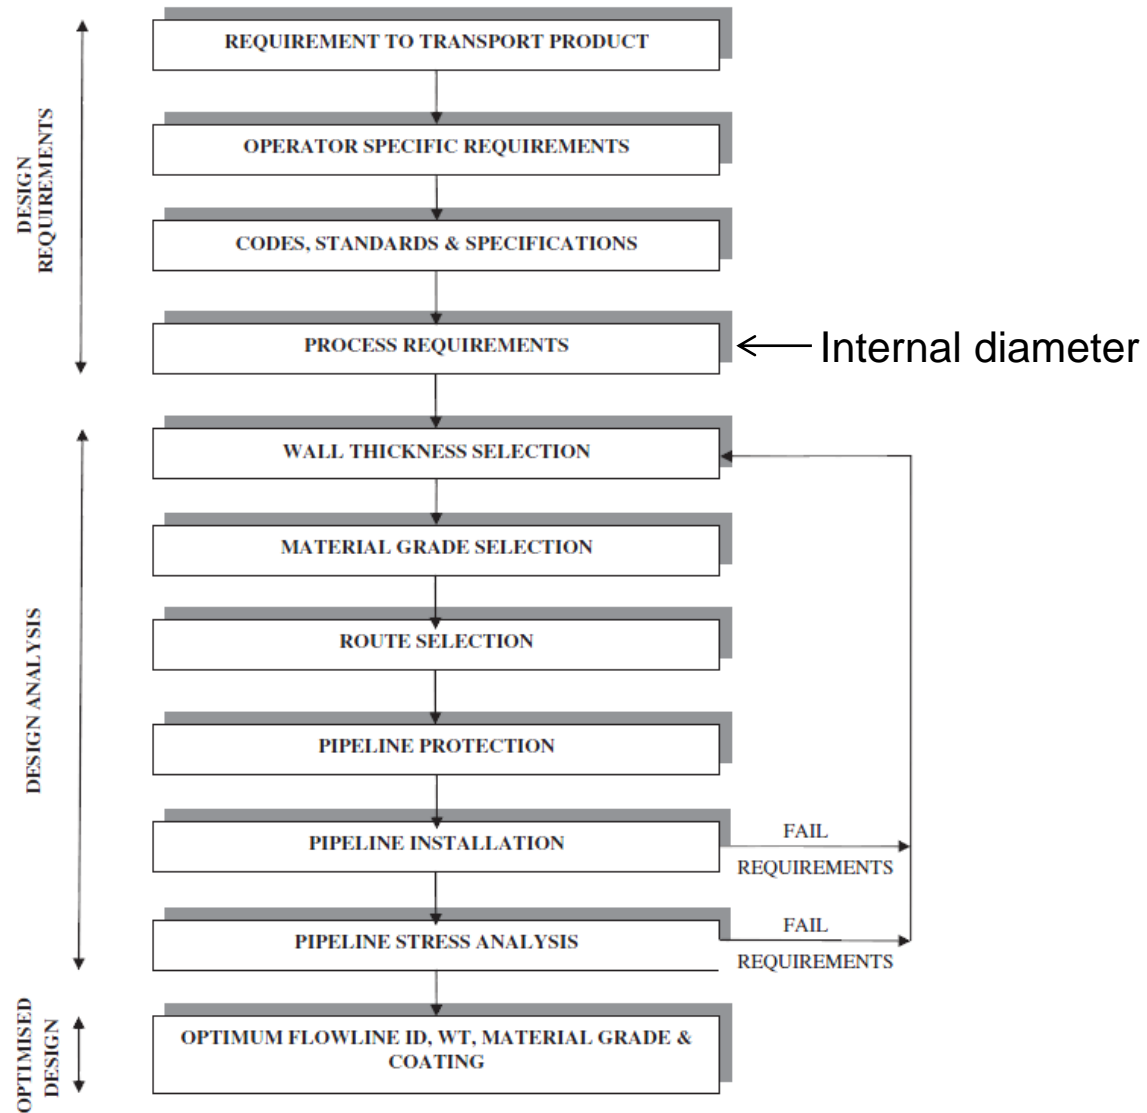 REQUIREMENT TO TRANSPORT PRODUCT
OPERATOR SPECIFIC REQUIREMENTS
DESIGN
REQUIREMENTS
CODES, STANDARDS & SPECIFICATIONS
PROCESS REQUIREMENTS
Internal diameter
WALL THICKNESS SELECTION
MATERIAL GRADE SELECTION
ROUTE SELECTION
DESIGN ANALYSIS
PIPELINE PROTECTION
PIPELINE INSTALLATION
FAIL
REQUIREMENTS
PIPELINE STRESS ANALYSIS
FAIL
REQUIREMENTS
OPTIMISED
DESIGN
OPTIMUM FLOWLINE ID, WT, MATERIAL GRADE &
COATING